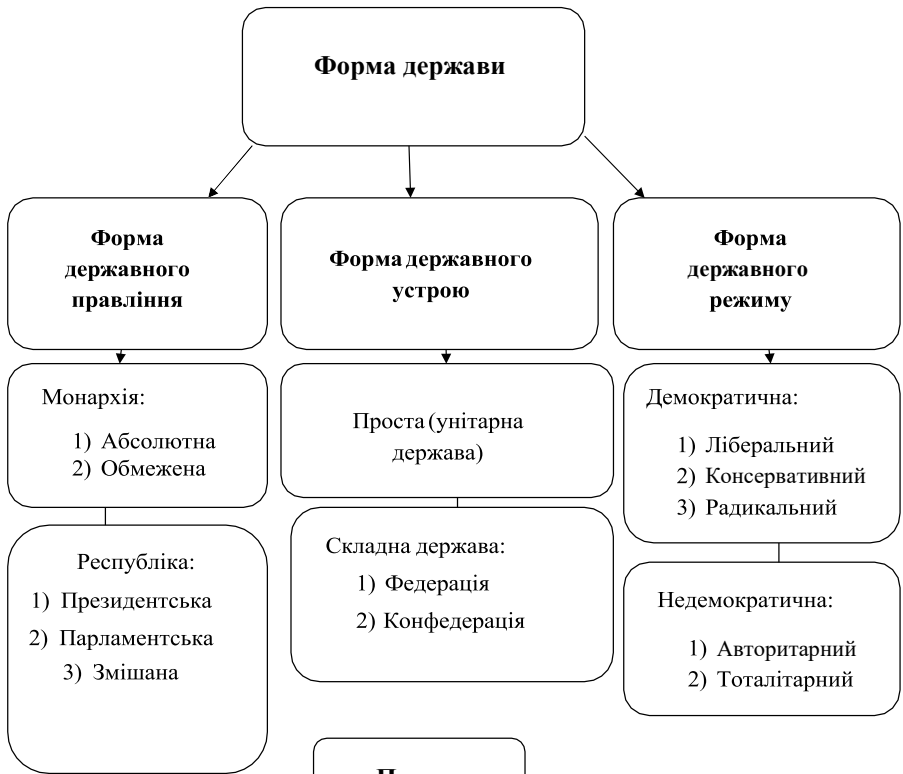 Форма держави
Форма
державного
правління
Форма державного
устрою
Форма
державного
режиму
Монархія:
1) Абсолютна
2) Обмежена
Проста (унітарна
держава)
Демократична:
1) Ліберальний
2) Консервативний
3) Радикальний
Республіка:
1) Президентська
2) Парламентська
3) Змішана
Складна держава:
1) Федерація
2) Конфедерація
Недемократична:
1) Авторитарний
2) Тоталітарний